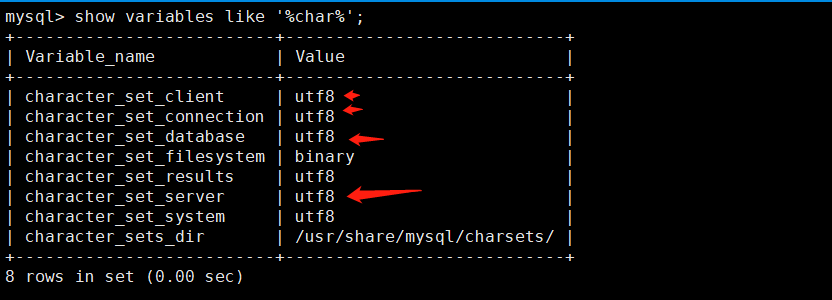 mysql> show variables like '%char%';
+--------------------------+----------------------------+
| Variable_name            | Value                      |
+--------------------------+----------------------------+
| character_set_client     | utf8                       |
| character_set_connection | utf8                       |
| character_set_database   | utf8                       |
| character_set_filesystem | binary                     |
| character_set_results    | utf8                       |
| character_set_server     | utf8                       |
| character_set_system     | utf8                       |
| character_sets_dir       | /usr/share/mysql/charsets/ |
+--------------------------+----------------------------+
8 rows in set (0.00 sec)